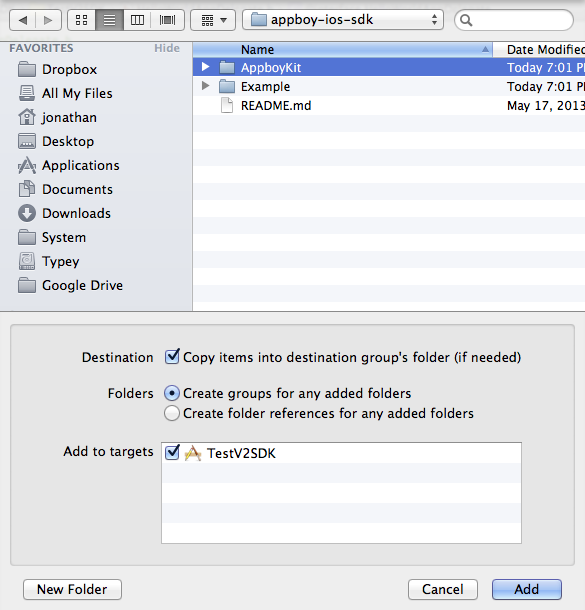 appboy-ios-sdk
FAVORITES Hide
Dropbox
All My Files
jonathan
Desktop
Applications
Documents
Downloads
System
Typey
Google Drive
Name Date Modified
AppboyKit Today 7:01 P
Example Today 7:01 P
README.md May 17, 2013
Destination Copy items into destination group's folder (if needed)
Folders Create groups for any added folders
Create folder references for any added folders
Add to targets TestV2SDK
New Folder Cancel Add